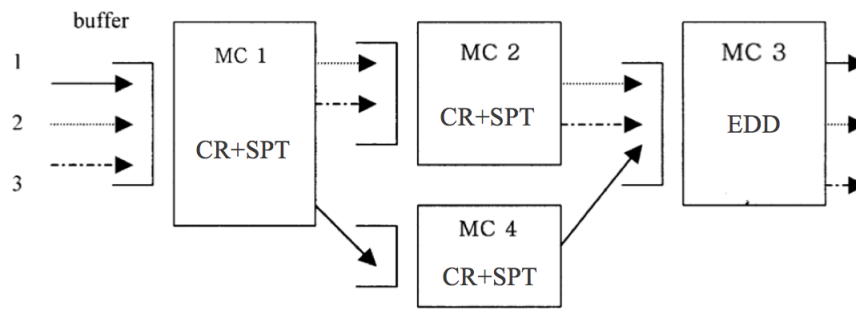 buffer
1
2
3
MC 1
CR+SPT
MC 2
CR+SPT
MC 4
CR+SPT
MC 3
EDD